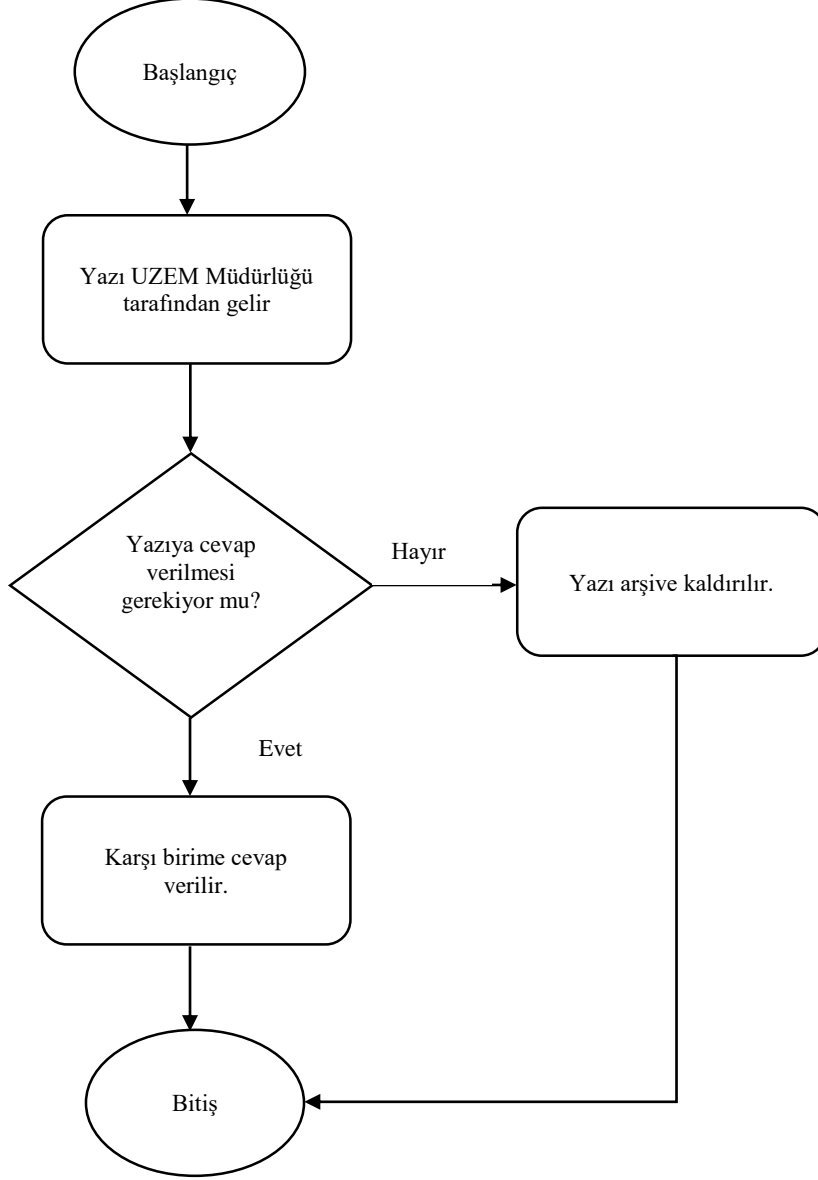 Başlangıç
Yazı UZEM Müdürlüğü
tarafından gelir
Yazıya cevap
verilmesi
gerekiyor mu?
Hayır
Yazı arşive kaldırılır.
Evet
Karşı birime cevap
verilir.
Bitiş